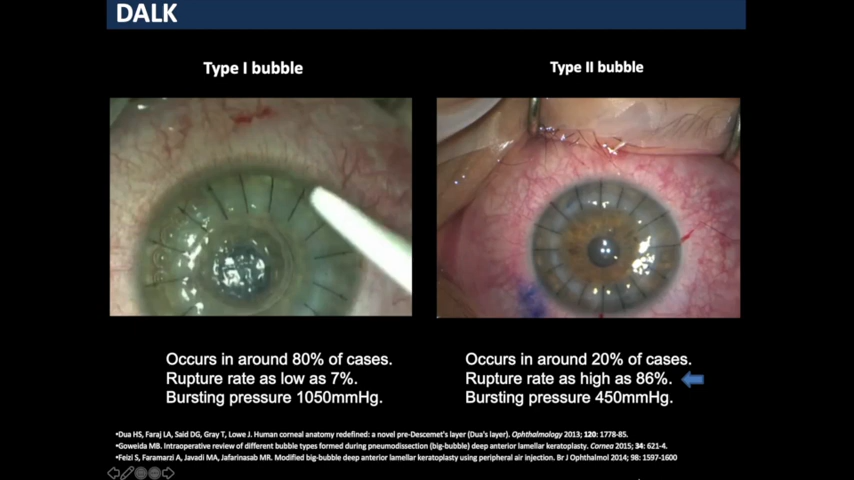 DALK
Type I bubble
Type II bubble
Occurs in around 80% of cases.
Rupture rate as low as 7%.
Bursting pressure 1050mmHg.
Occurs in around 20% of cases.
Rupture rate as high as 86%.
Bursting pressure 450mmHg.
•Dua HS, Faraj LA, Said DG, Gray T, Lowe J. Human corneal anatomy redefined: a novel pre-Descemet's layer (Dua's layer). Ophthalmology 2013; 120: 1778-85.
•Goweida MB. Intraoperative review of different bubble types formed during pneumodissection (big-bubble) deep anterior lamellar keratoplasty. Cornea 2015; 34: 621-4.
•Feizi S, Faramarzi A, Javadi MA, Jafarinasab MR. Modified big-bubble deep anterior lamellar keratoplasty using peripheral air injection. Br J Ophthalmol 2014; 98: 1597-1600